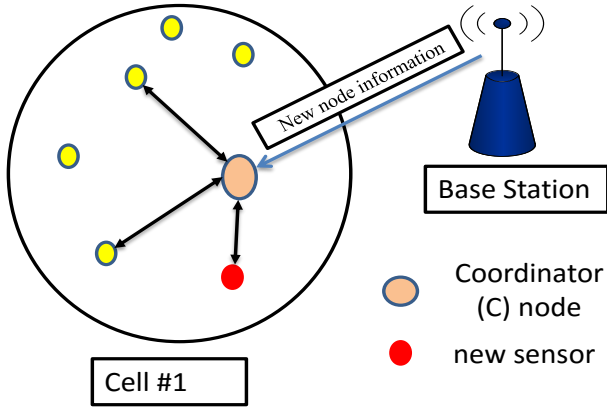 New node information
Base Station
Coordinator
(C) node
new sensor
Cell #1